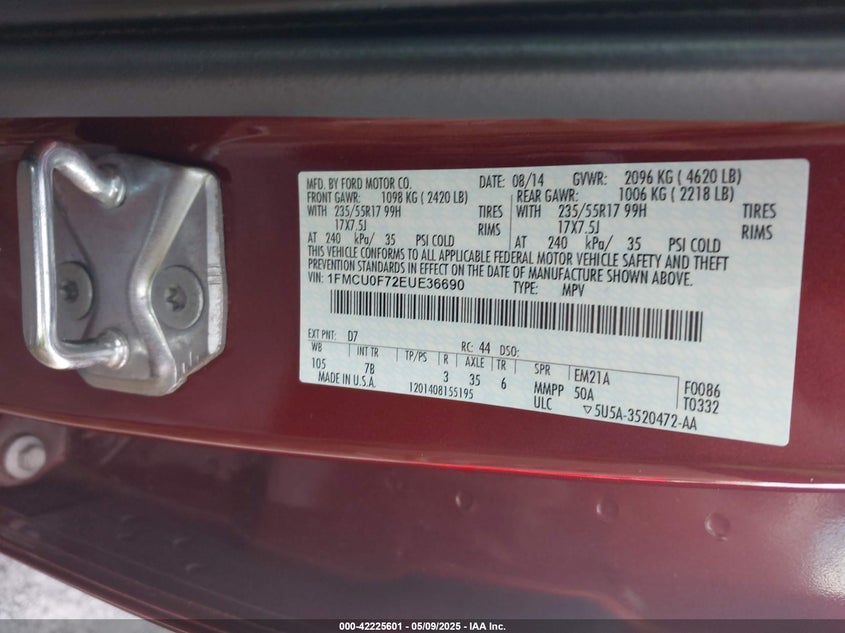 MFD. BY FORD MOTOR CO. DATE: 08/14 GVWR: 2096 KG ( 4620 LB)
FRONT GAWR: 1098 KG ( 2420 LB) REAR GAWR: 1006 KG ( 2218 LB)
WITH 235/55R17 99H TIRES WITH 235/55R17 99H TIRES
17X7.5J RIMS 17X7.5J RIMS
AT 240 kPa/ 35 PSI COLD AT 240 kPa/ 35 PSI COLD
THIS VEHICLE CONFORMS TO ALL APPLICABLE FEDERAL MOTOR VEHICLE SAFETY AND THEFT
PREVENTION STANDARDS IN EFFECT ON THE DATE OF MANUFACTURE SHOWN ABOVE.
VIN: 1FMCU0F72EUE36690 TYPE: MPV
EXT PNT: D7 RC: 44 DSO:
WB INT TR TP/PS R AXLE TR SPR EM21A F0086
105 7B 3 35 6 MMPP 50A T0332
MADE IN U.S.A. 1201408155195 ULC ▽5U5A-3520472-AA
000-42225601 | 05/09/2025 | IAA Inc.